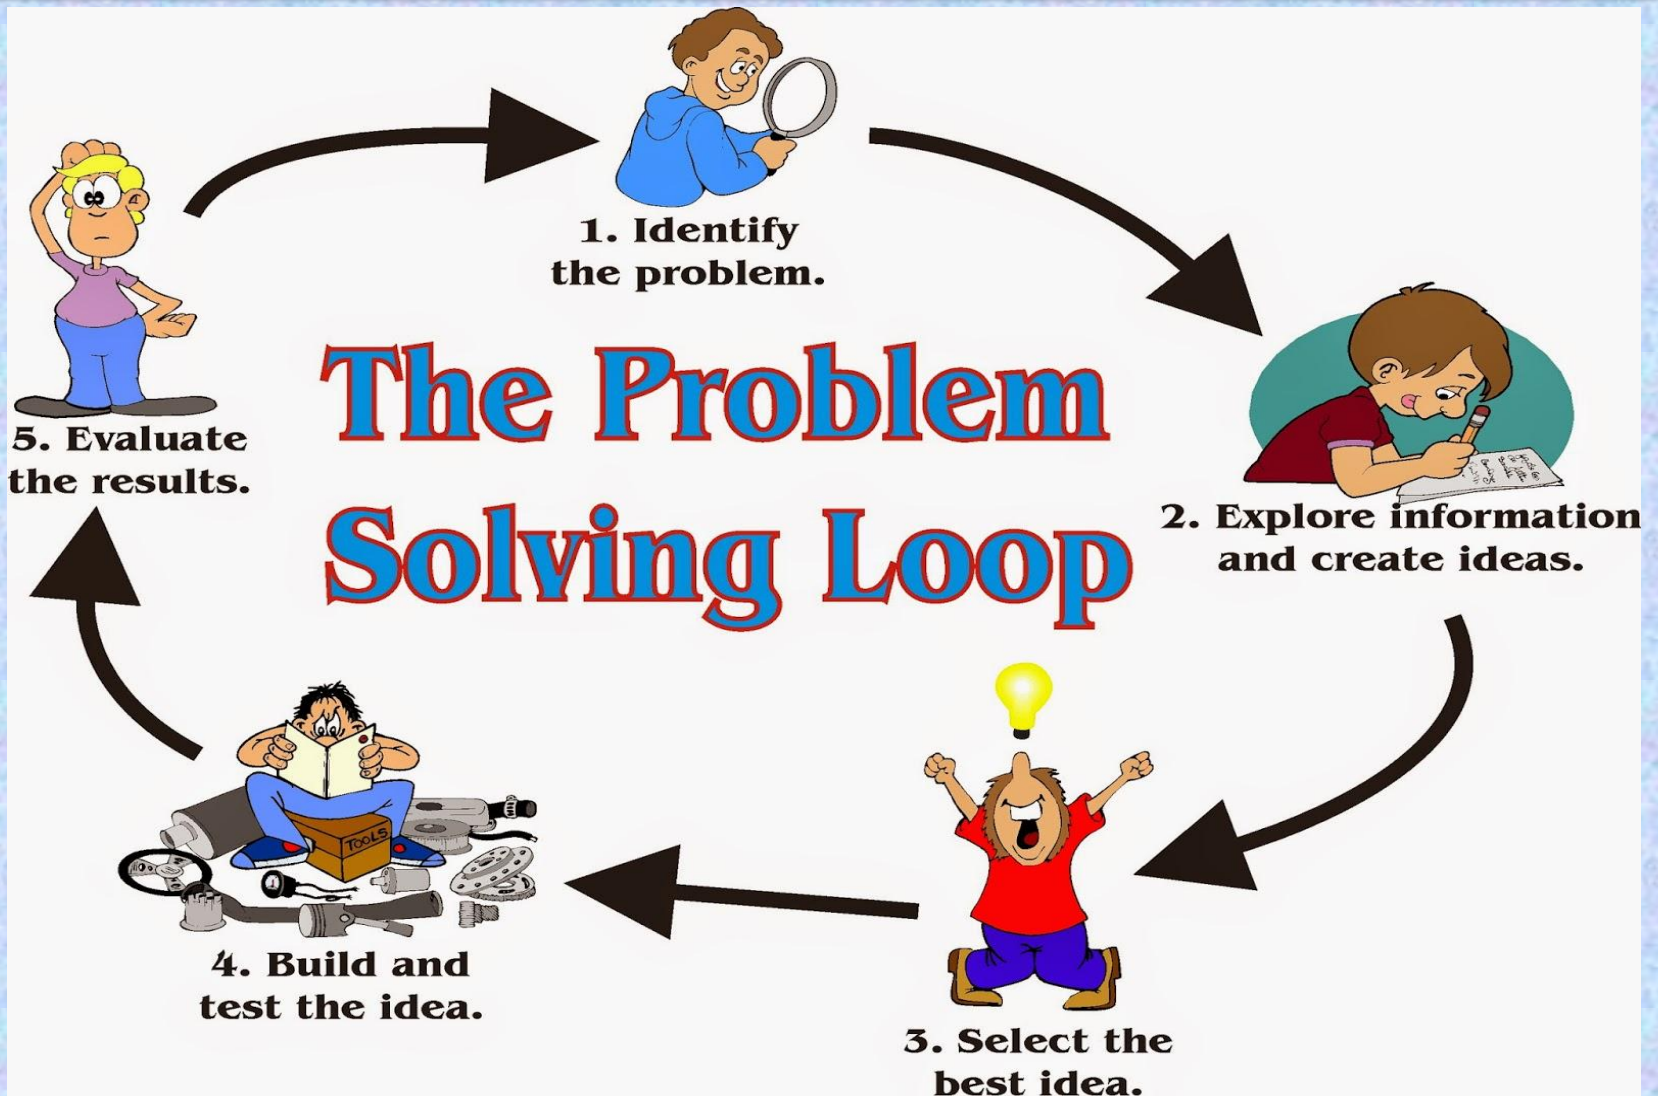 1. Identify
the problem.
The Problem
Solving Loop
2. Explore information
and create ideas.
3. Select the
best idea.
TOOLS
4. Build and
test the idea.
5. Evaluate
the results.